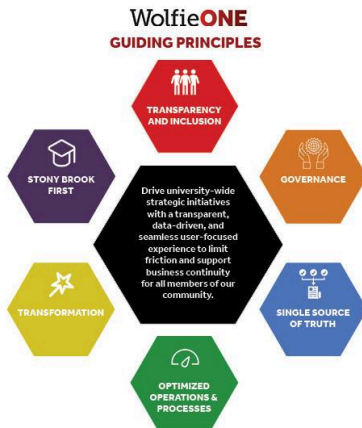 WolfieONE
GUIDING PRINCIPLES
TRANSPARENCY
AND INCLUSION
STONY BROOK
FIRST
GOVERNANCE
Drive university-wide
strategic initiatives
with a transparent,
data-driven, and
seamless user-focused
experience to limit
friction and support
business continuity
for all members of our
community.
TRANSFORMATION
SINGLE SOURCE
OF TRUTH
OPTIMIZED
OPERATIONS &
PROCESSES